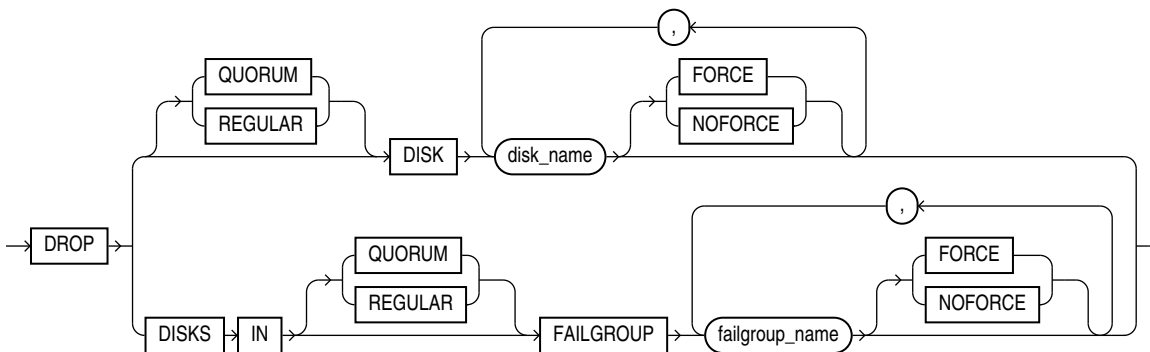 ,
QUORUM FORCE
REGULAR NOFORCE
DISK disk_name
,
DROP
QUORUM FORCE
REGULAR NOFORCE
DISKS IN FAILGROUP failgroup_name